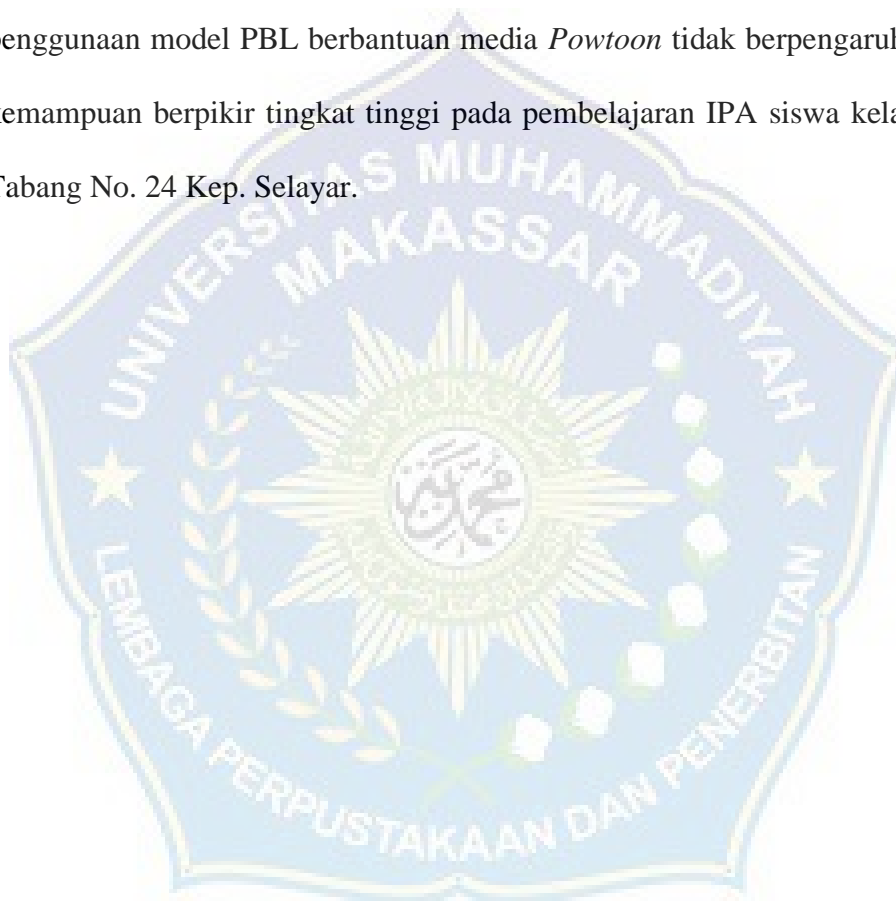 penggunaan model PBL berbantuan media Powtoon tidak berpengaruh
kemampuan berpikir tingkat tinggi pada pembelajaran IPA siswa kela
Tabang No. 24 Kep. Selayar.
UNIVERSITAS MUHAMMADIYAH
MAKASSAR
LEMBAGA PERPUSTAKAAN DAN PENERBITAN